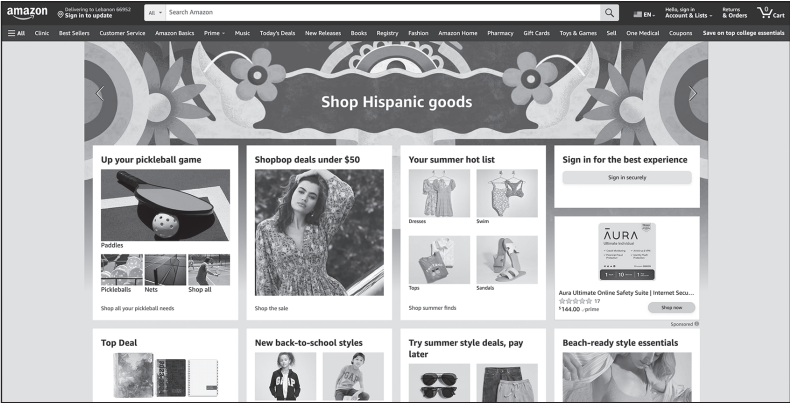 amazon
Delivering to Lebanon 66952
Sign in to update
All
Search Amazon
EN
Hello, sign in
Account & Lists
Returns
& Orders
0
Cart
All
Clinic
Best Sellers
Customer Service
Amazon Basics
Prime
Music
Today's Deals
New Releases
Books
Registry
Fashion
Amazon Home
Pharmacy
Gift Cards
Toys & Games
Sell
One Medical
Coupons
Save on top college essentials
Shop Hispanic goods
Up your pickleball game
Paddles
Pickleballs
Nets
Shop all
Shop all your pickleball needs
Shopbop deals under $50
Shop the sale
Your summer hot list
Dresses
Swim
Tops
Sandals
Shop summer finds
Sign in for the best experience
Sign in securely
AURA
Ultimate Individual
Aura Ultimate Online Safety Suite | Internet Secu...
17
$144.00 prime
Shop now
Sponsored
Top Deal
New back-to-school styles
GAP
GAP
Try summer style deals, pay
later
Beach-ready style essentials